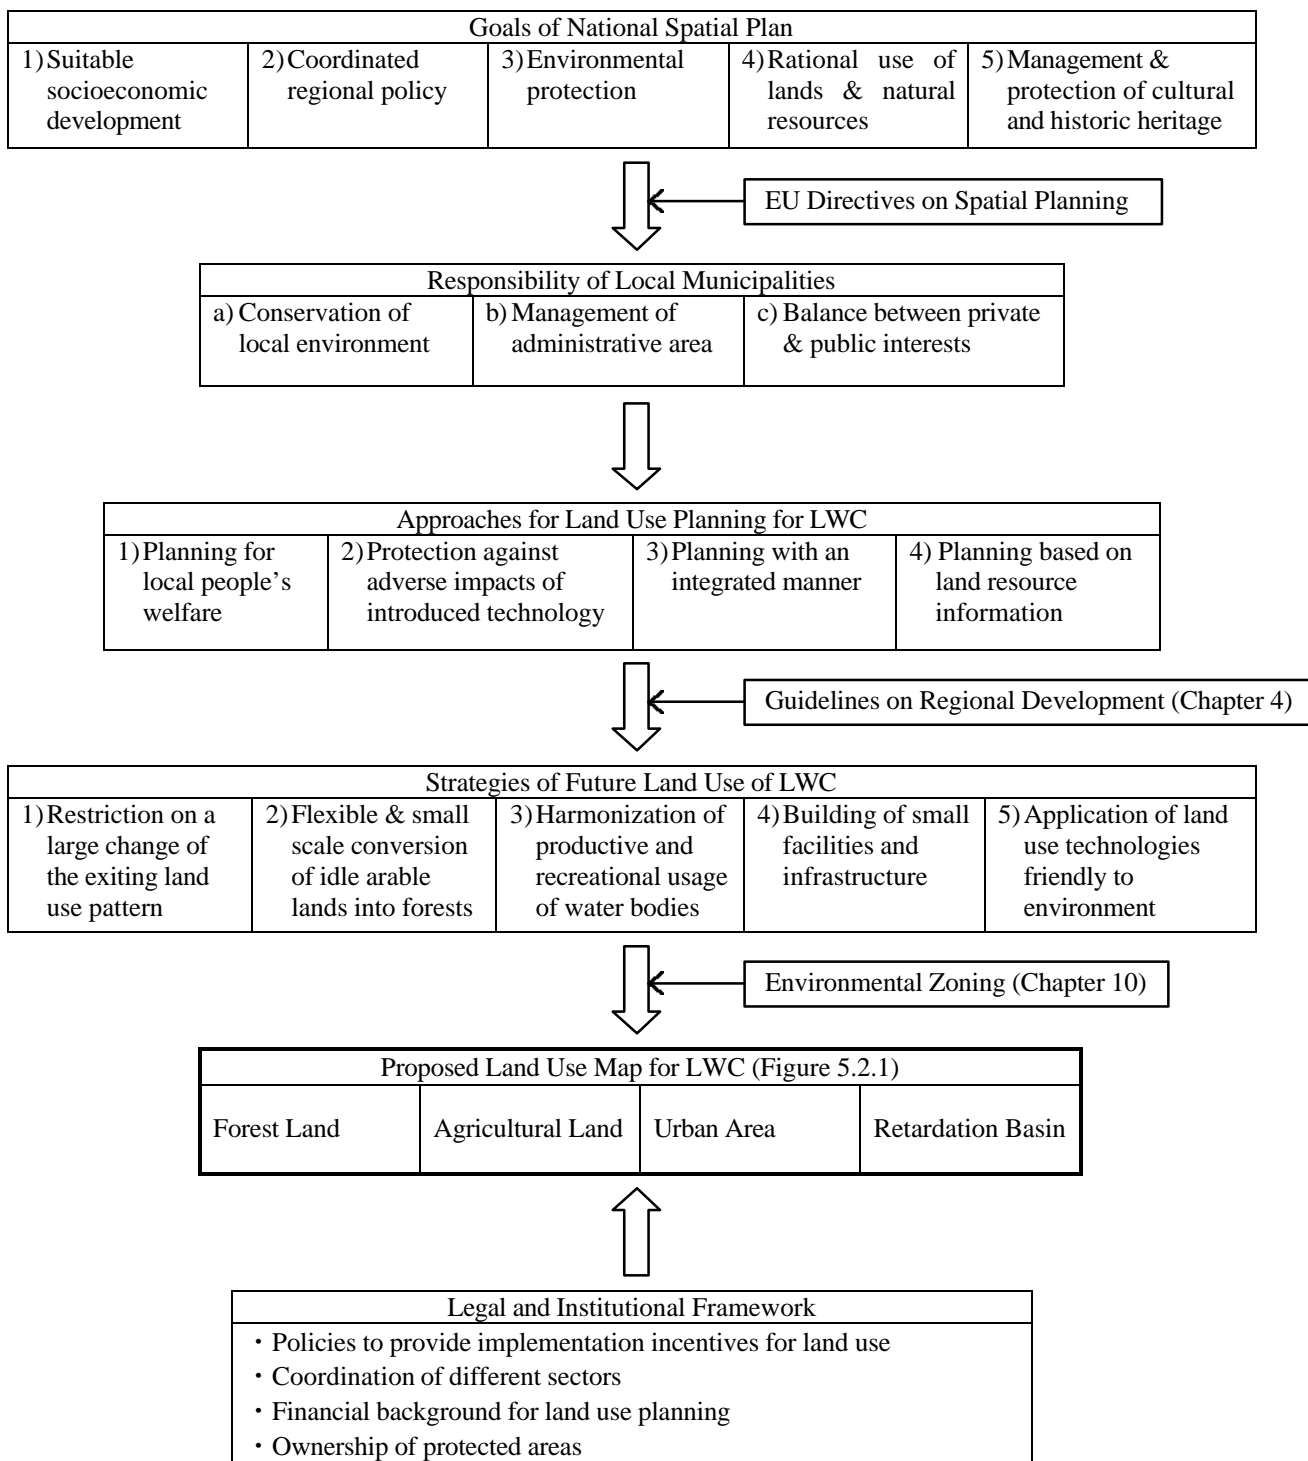 Goals of National Spatial Plan
1) Suitable
socioeconomic
development
2) Coordinated
regional policy
3) Environmental
protection
4) Rational use of
lands & natural
resources
5) Management &
protection of cultural
and historic heritage
EU Directives on Spatial Planning
Responsibility of Local Municipalities
a) Conservation of
local environment
b) Management of
administrative area
c) Balance between private
& public interests
Approaches for Land Use Planning for LWC
1) Planning for
local people’s
welfare
2) Protection against
adverse impacts of
introduced technology
3) Planning with an
integrated manner
4) Planning based on
land resource
information
Guidelines on Regional Development (Chapter 4)
Strategies of Future Land Use of LWC
1) Restriction on a
large change of
the exiting land
use pattern
2) Flexible & small
scale conversion
of idle arable
lands into forests
3) Harmonization of
productive and
recreational usage
of water bodies
4) Building of small
facilities and
infrastructure
5) Application of land
use technologies
friendly to
environment
Environmental Zoning (Chapter 10)
Proposed Land Use Map for LWC (Figure 5.2.1)
Forest Land
Agricultural Land
Urban Area
Retardation Basin
Legal and Institutional Framework
・Policies to provide implementation incentives for land use
・Coordination of different sectors
・Financial background for land use planning
・Ownership of protected areas